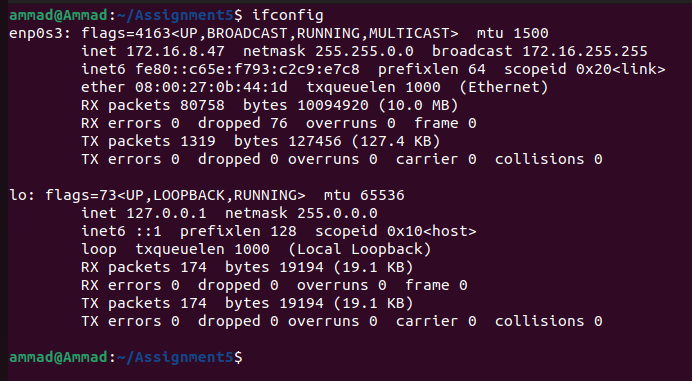 ammad@Ammad:~/Assignment5$ ifconfig
enp0s3: flags=4163<UP,BROADCAST,RUNNING,MULTICAST>  mtu 1500
        inet 172.16.8.47  netmask 255.255.0.0  broadcast 172.16.255.255
        inet6 fe80::c65e:f793:c2c9:e7c8  prefixlen 64  scopeid 0x20<link>
        ether 08:00:27:0b:44:1d  txqueuelen 1000  (Ethernet)
        RX packets 80758  bytes 10094920 (10.0 MB)
        RX errors 0  dropped 76  overruns 0  frame 0
        TX packets 1319  bytes 127456 (127.4 KB)
        TX errors 0  dropped 0 overruns 0  carrier 0  collisions 0

lo: flags=73<UP,LOOPBACK,RUNNING>  mtu 65536
        inet 127.0.0.1  netmask 255.0.0.0
        inet6 ::1  prefixlen 128  scopeid 0x10<host>
        loop  txqueuelen 1000  (Local Loopback)
        RX packets 174  bytes 19194 (19.1 KB)
        RX errors 0  dropped 0  overruns 0  frame 0
        TX packets 174  bytes 19194 (19.1 KB)
        TX errors 0  dropped 0 overruns 0  carrier 0  collisions 0

ammad@Ammad:~/Assignment5$